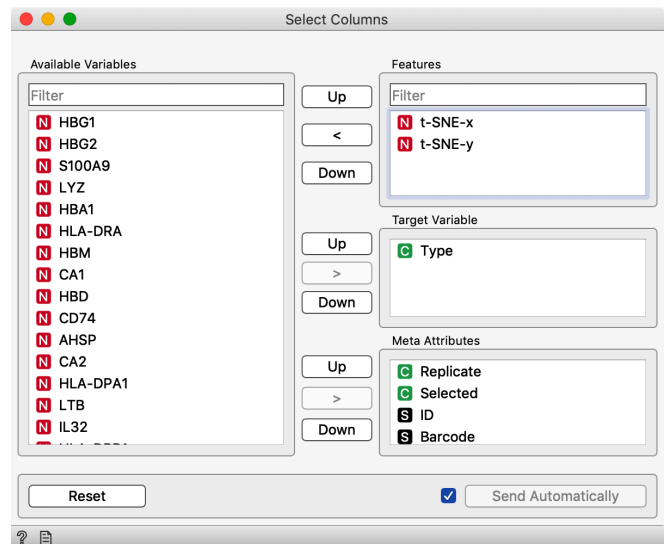 Select Columns
Available Variables
Filter
N HBG1
N HBG2
N S100A9
N LYZ
N HBA1
N HLA-DRA
N HBM
N CA1
N HBD
N CD74
N AHSP
N CA2
N HLA-DPA1
N LTB
N IL32
Up
<
Down
Up
>
Down
Up
>
Down
Features
Filter
N t-SNE-x
N t-SNE-y
Target Variable
C Type
Meta Attributes
C Replicate
C Selected
S ID
S Barcode
Reset
Send Automatically
?